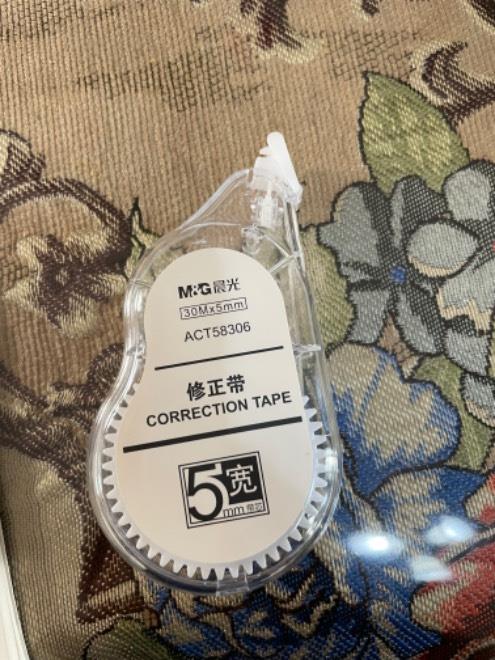 M&G晨光
30M×5mm
ACT58306
修正带
CORRECTION TAPE
5宽
mm